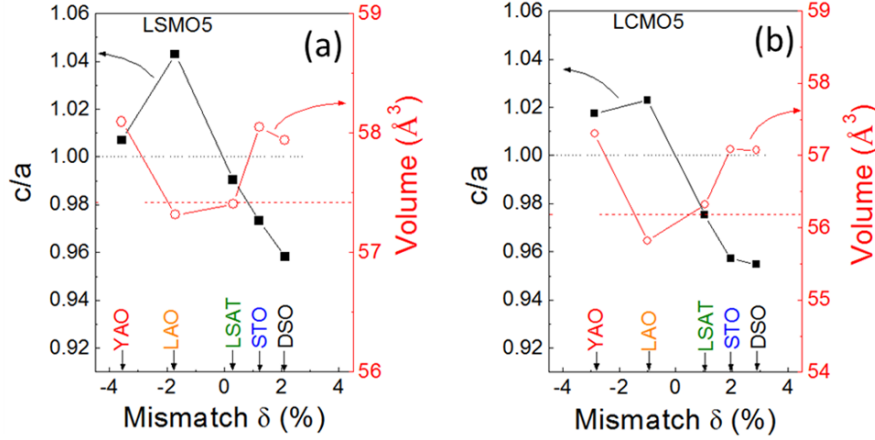 LSMO5
(a)
1.06
1.04
1.02
1.00
0.98
0.96
0.94
0.92
c/a
59
58
57
56
Volume (Å³)
YAO
LAO
LSAT
STO
DSO
-4
-2
0
2
4
Mismatch δ (%)
LCMO5
(b)
1.06
1.04
1.02
1.00
0.98
0.96
0.94
0.92
c/a
59
58
57
56
55
54
Volume (Å³)
YAO
LAO
LSAT
STO
DSO
-4
-2
0
2
4
Mismatch δ (%)